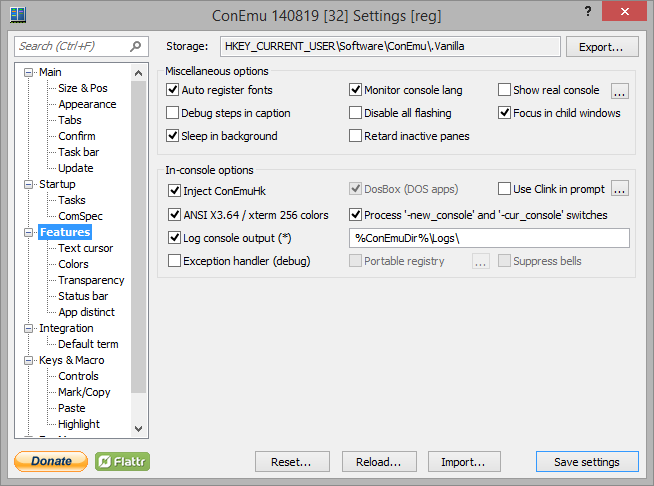 ConEmu 140819 [32] Settings [reg]
Search (Ctrl+F)
Storage: HKEY_CURRENT_USER\Software\ConEmu\.Vanilla Export...
Main
Size & Pos
Appearance
Tabs
Confirm
Task bar
Update
Startup
Tasks
ComSpec
Features
Text cursor
Colors
Transparency
Status bar
App distinct
Integration
Default term
Keys & Macro
Controls
Mark/Copy
Paste
Highlight
Miscellaneous options
Auto register fonts Monitor console lang Show real console ...
Debug steps in caption Disable all flashing Focus in child windows
Sleep in background Retard inactive panes
In-console options
Inject ConEmuHk DosBox (DOS apps) Use Clink in prompt ...
ANSI X3.64 / xterm 256 colors Process '-new_console' and '-cur_console' switches
Log console output (*) %ConEmuDir%\Logs\
Exception handler (debug) Portable registry ... Suppress bells
Donate Flattr Reset... Reload... Import... Save settings